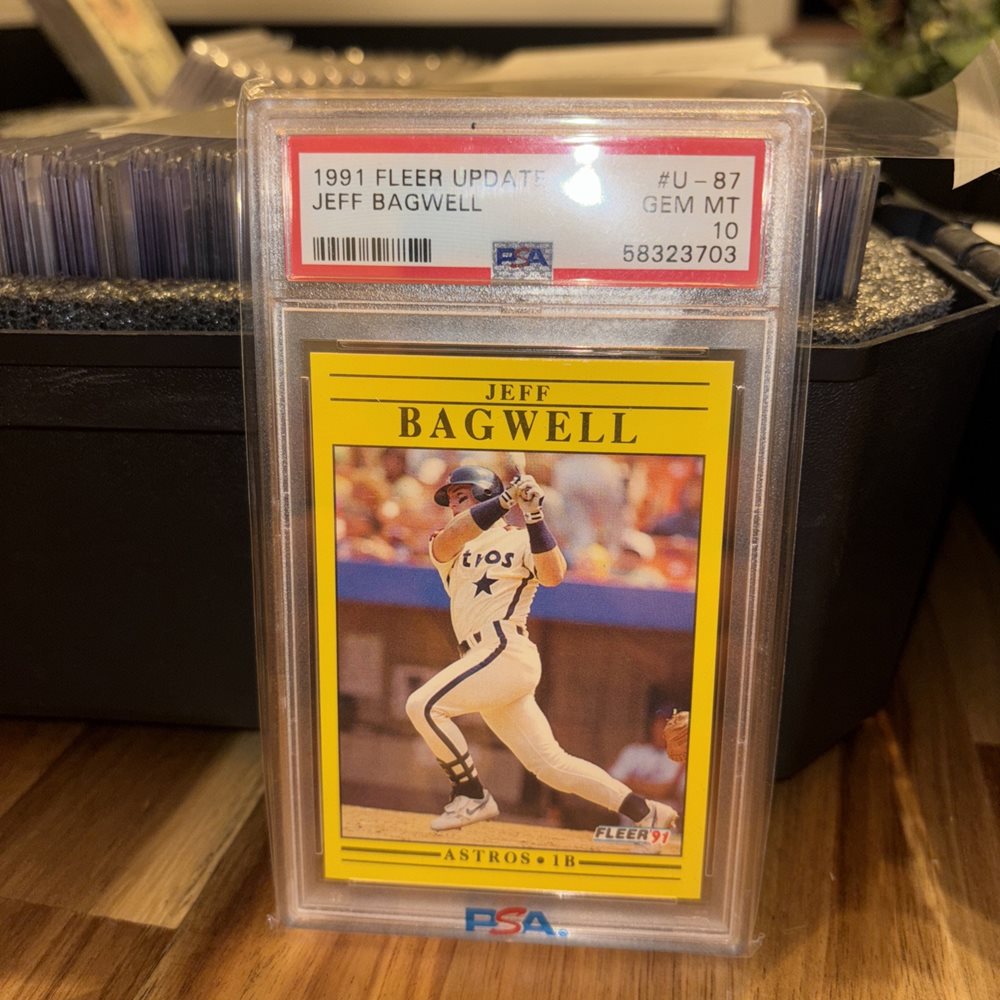 1991 FLEER UPDATE #U-87
JEFF BAGWELL GEM MT
10
PSA 58323703
JEFF
BAGWELL
tros
FLEER '91
ASTROS • 1B
PSA